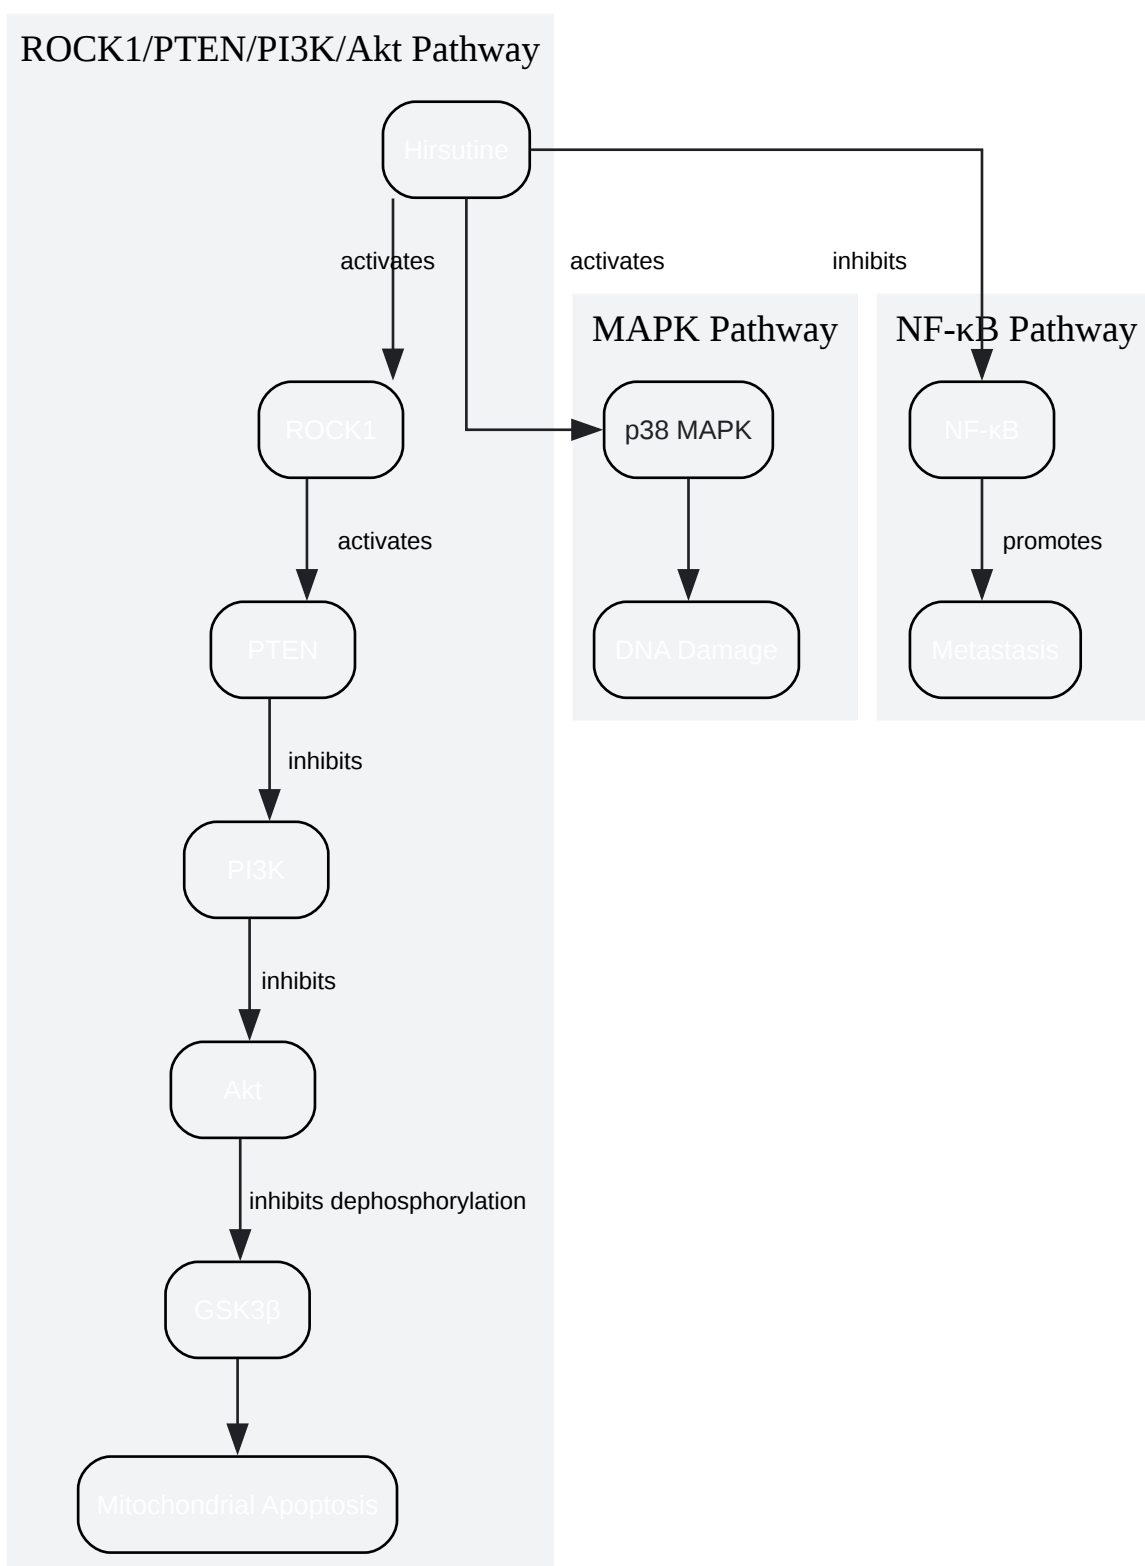 ROCK1/PTEN/PI3K/Akt Pathway
Hirsutine
activates
activates
inhibits
MAPK Pathway
NF-κB Pathway
ROCK1
p38 MAPK
NF-κB
activates
promotes
PTEN
DNA Damage
Metastasis
inhibits
PI3K
inhibits
Akt
inhibits dephosphorylation
GSK3β
Mitochondrial Apoptosis